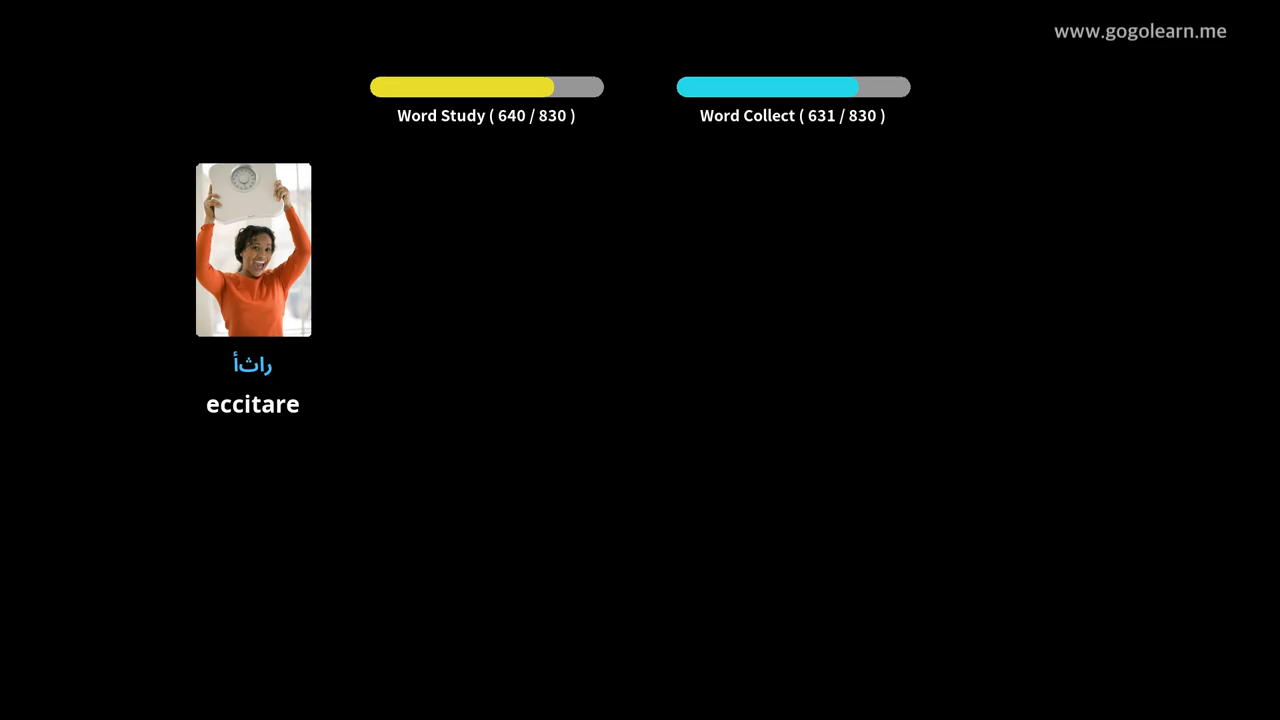 www.gogolearn.me
Word Study ( 640 / 830 )
Word Collect ( 631 / 830 )
راثأ
eccitare